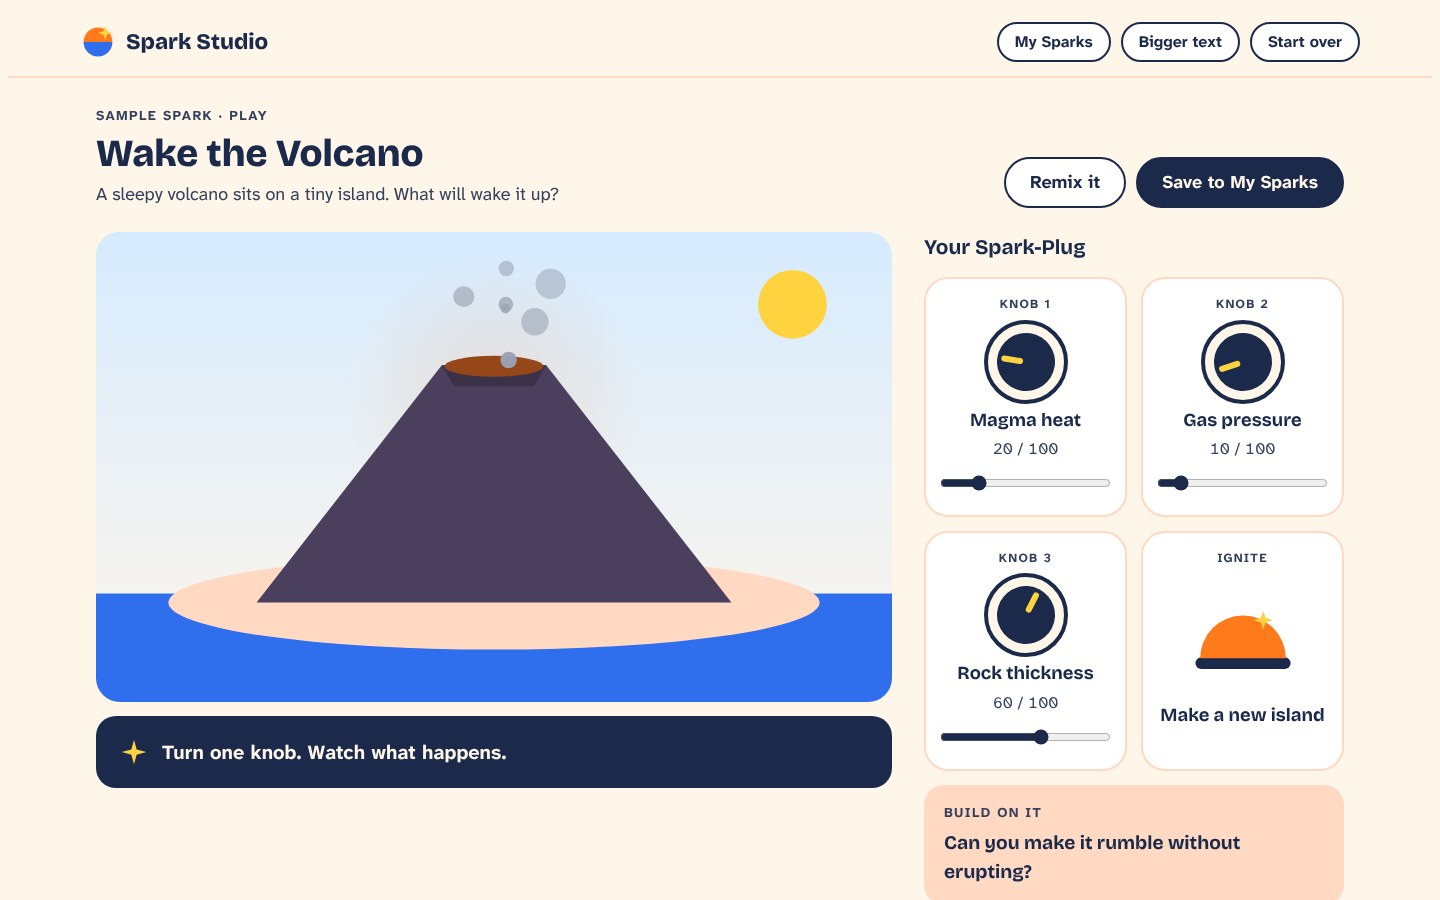 Spark Studio
My Sparks
Bigger text
Start over
SAMPLE SPARK · PLAY
Wake the Volcano
A sleepy volcano sits on a tiny island. What will wake it up?
Remix it
Save to My Sparks
Your Spark-Plug
KNOB 1
Magma heat
20 / 100
KNOB 2
Gas pressure
10 / 100
KNOB 3
Rock thickness
60 / 100
IGNITE
Make a new island
Turn one knob. Watch what happens.
BUILD ON IT
Can you make it rumble without
erupting?